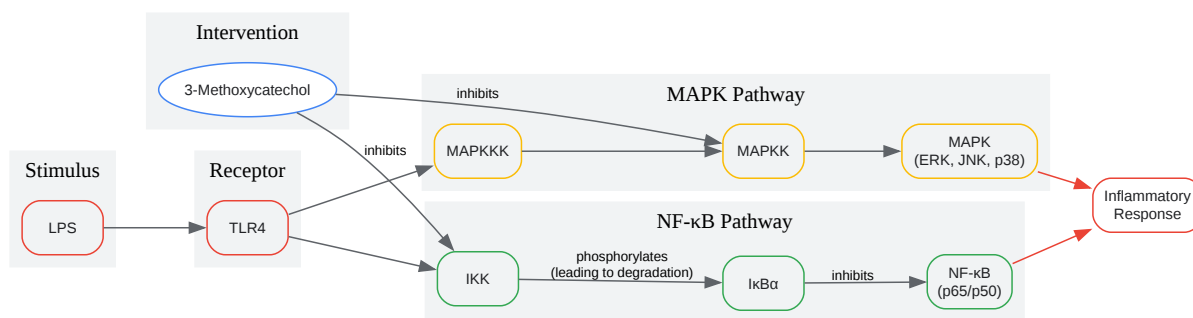 Intervention
3-Methoxycatechol
inhibits
inhibits
MAPK Pathway
MAPKKK
MAPKK
MAPK
(ERK, JNK, p38)
Stimulus
LPS
Receptor
TLR4
NF-κB Pathway
IKK
phosphorylates
(leading to degradation)
IκBα
inhibits
NF-κB
(p65/p50)
Inflammatory
Response